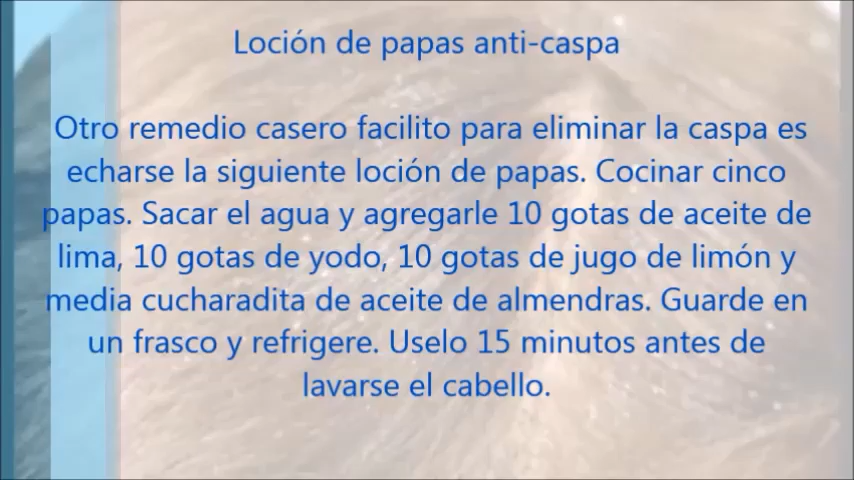 Loción de papas anti-caspa
Otro remedio casero facilito para eliminar la caspa es
echarse la siguiente loción de papas. Cocinar cinco
papas. Sacar el agua y agregarle 10 gotas de aceite de
lima, 10 gotas de yodo, 10 gotas de jugo de limón y
media cucharadita de aceite de almendras. Guarde en
un frasco y refrigere. Uselo 15 minutos antes de
lavarse el cabello.